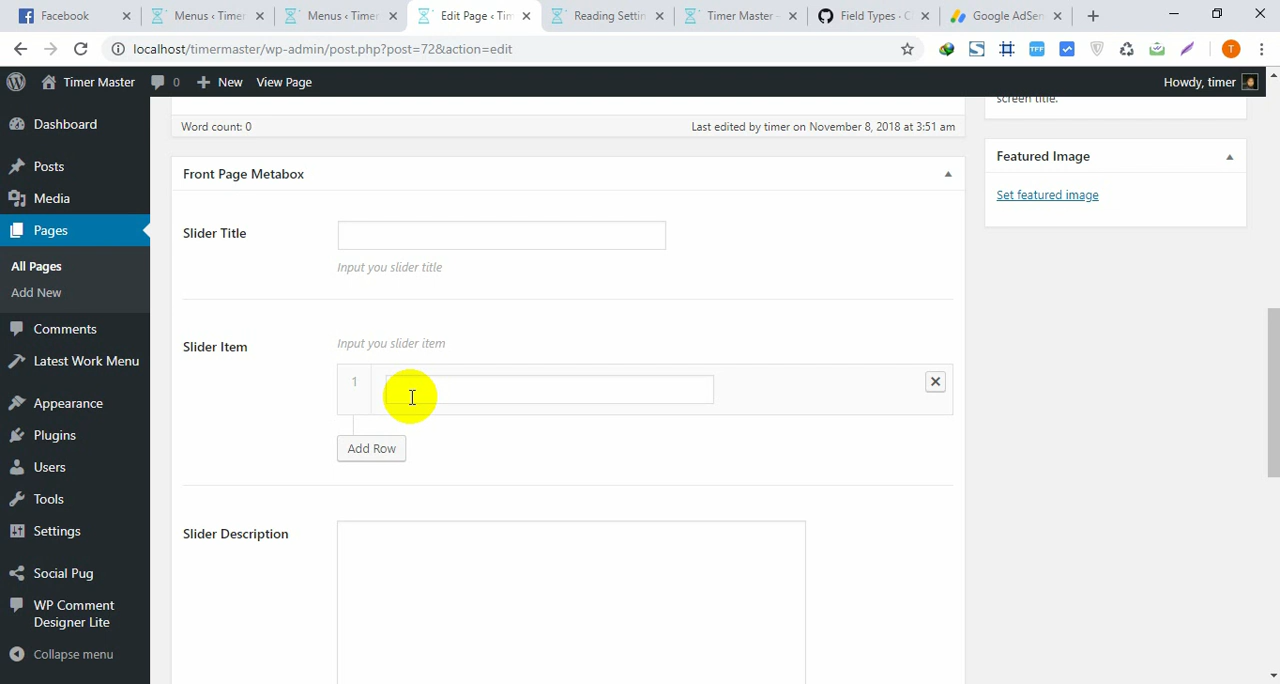 Facebook
Menus ‹ Timer
Menus ‹ Timer
Edit Page ‹ Tim
Reading Settin
Timer Master –
Field Types · C
Google AdSen
localhost/timermaster/wp-admin/post.php?post=72&action=edit
TFF
T
Timer Master
0
New
View Page
Howdy, timer
Dashboard
Posts
Media
Pages
All Pages
Add New
Comments
Latest Work Menu
Appearance
Plugins
Users
Tools
Settings
Social Pug
WP Comment
Designer Lite
Collapse menu
Word count: 0
Last edited by timer on November 8, 2018 at 3:51 am
Front Page Metabox
Slider Title
Input you slider title
Slider Item
Input you slider item
1
Add Row
Slider Description
screen title.
Featured Image
Set featured image